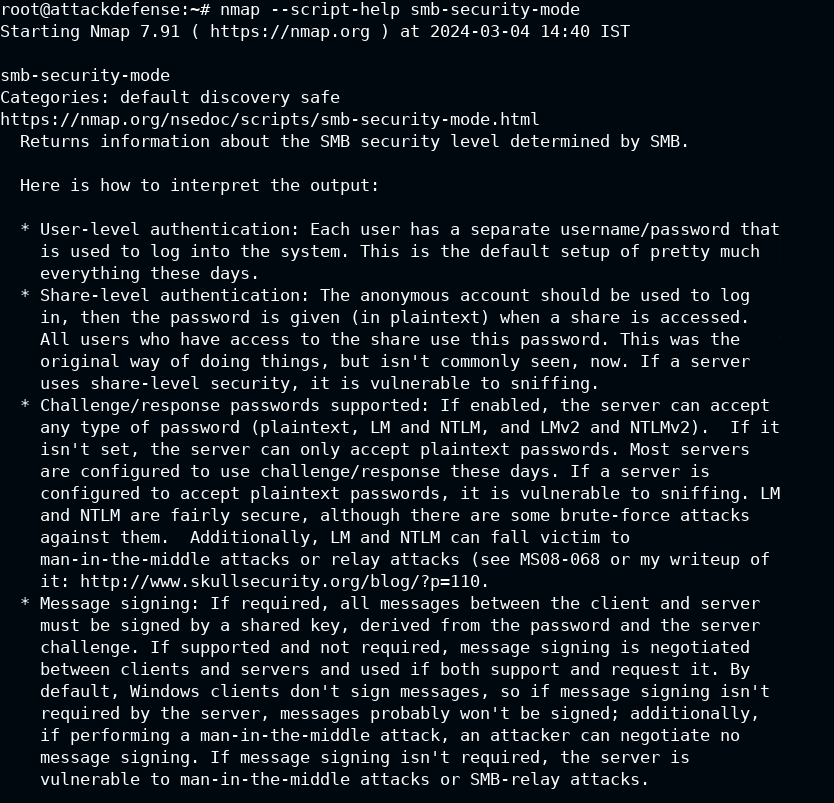 root@attackdefense:~# nmap --script-help smb-security-mode
Starting Nmap 7.91 ( https://nmap.org ) at 2024-03-04 14:40 IST

smb-security-mode
Categories: default discovery safe
https://nmap.org/nsedoc/scripts/smb-security-mode.html
  Returns information about the SMB security level determined by SMB.

  Here is how to interpret the output:

  * User-level authentication: Each user has a separate username/password that
    is used to log into the system. This is the default setup of pretty much
    everything these days.
  * Share-level authentication: The anonymous account should be used to log
    in, then the password is given (in plaintext) when a share is accessed.
    All users who have access to the share use this password. This was the
    original way of doing things, but isn't commonly seen, now. If a server
    uses share-level security, it is vulnerable to sniffing.
  * Challenge/response passwords supported: If enabled, the server can accept
    any type of password (plaintext, LM and NTLM, and LMv2 and NTLMv2).  If it
    isn't set, the server can only accept plaintext passwords. Most servers
    are configured to use challenge/response these days. If a server is
    configured to accept plaintext passwords, it is vulnerable to sniffing. LM
    and NTLM are fairly secure, although there are some brute-force attacks
    against them.  Additionally, LM and NTLM can fall victim to
    man-in-the-middle attacks or relay attacks (see MS08-068 or my writeup of
    it: http://www.skullsecurity.org/blog/?p=110.
  * Message signing: If required, all messages between the client and server
    must be signed by a shared key, derived from the password and the server
    challenge. If supported and not required, message signing is negotiated
    between clients and servers and used if both support and request it. By
    default, Windows clients don't sign messages, so if message signing isn't
    required by the server, messages probably won't be signed; additionally,
    if performing a man-in-the-middle attack, an attacker can negotiate no
    message signing. If message signing isn't required, the server is
    vulnerable to man-in-the-middle attacks or SMB-relay attacks.